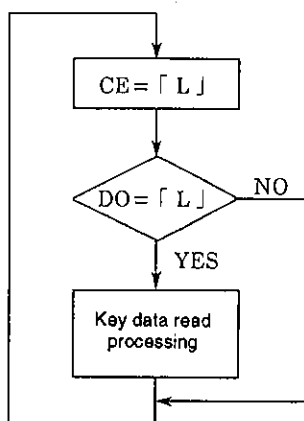 CE=「 L 」
DO=「 L 」
NO
YES
Key data read
processing